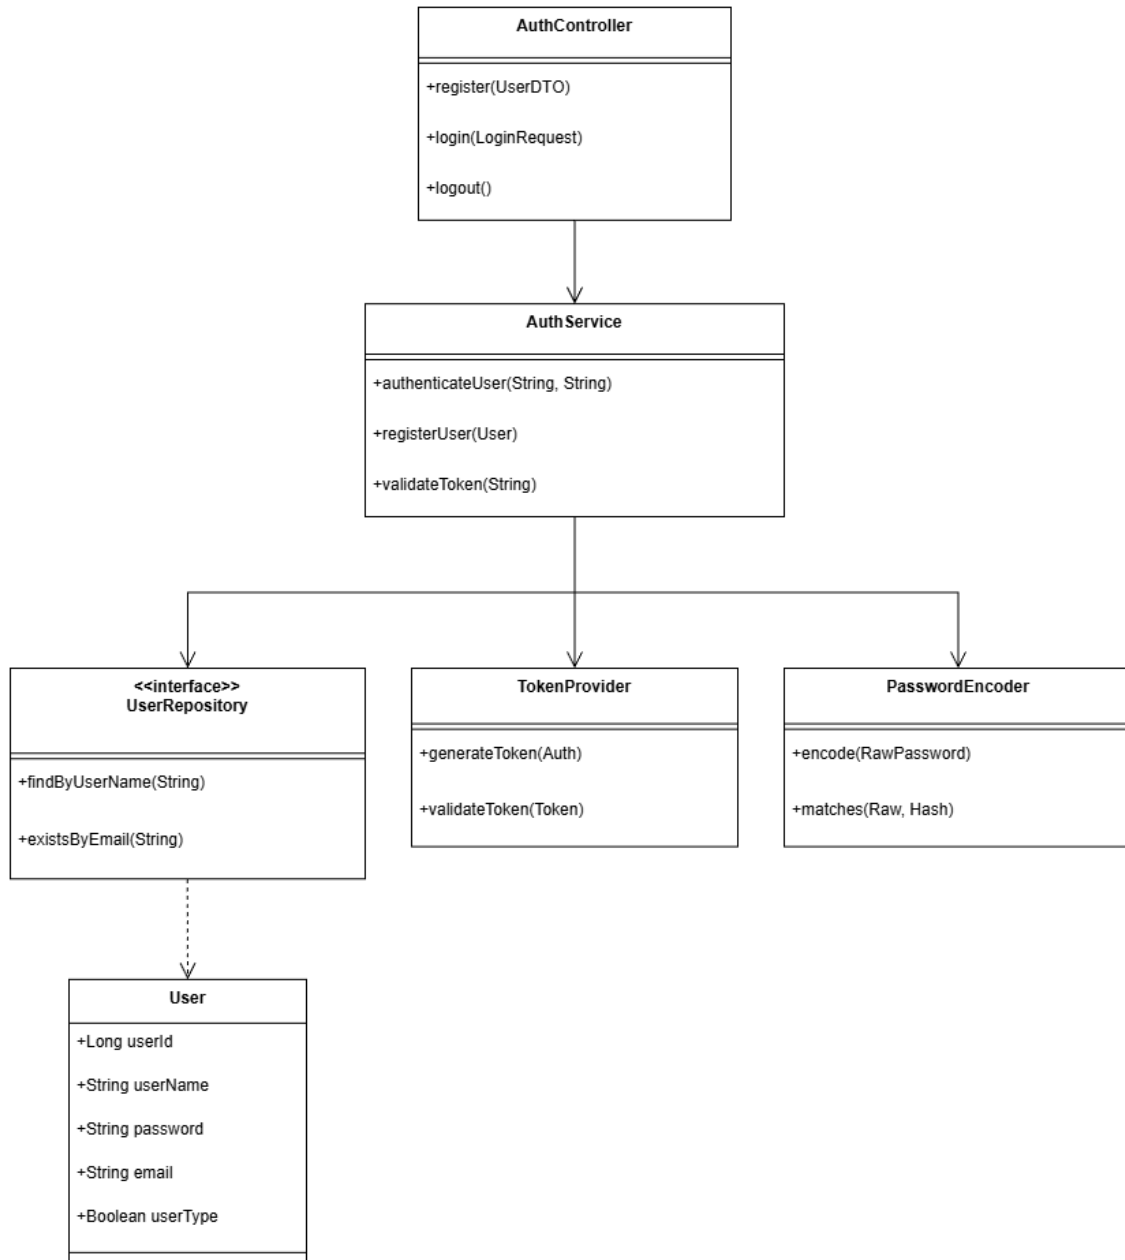 AuthController
+register(UserDTO)
+login(LoginRequest)
+logout()
AuthService
+authenticateUser(String, String)
+registerUser(User)
+validateToken(String)
<<interface>>
UserRepository
+findByUserName(String)
+existsByEmail(String)
TokenProvider
+generateToken(Auth)
+validateToken(Token)
PasswordEncoder
+encode(RawPassword)
+matches(Raw, Hash)
User
+Long userId
+String userName
+String password
+String email
+Boolean userType